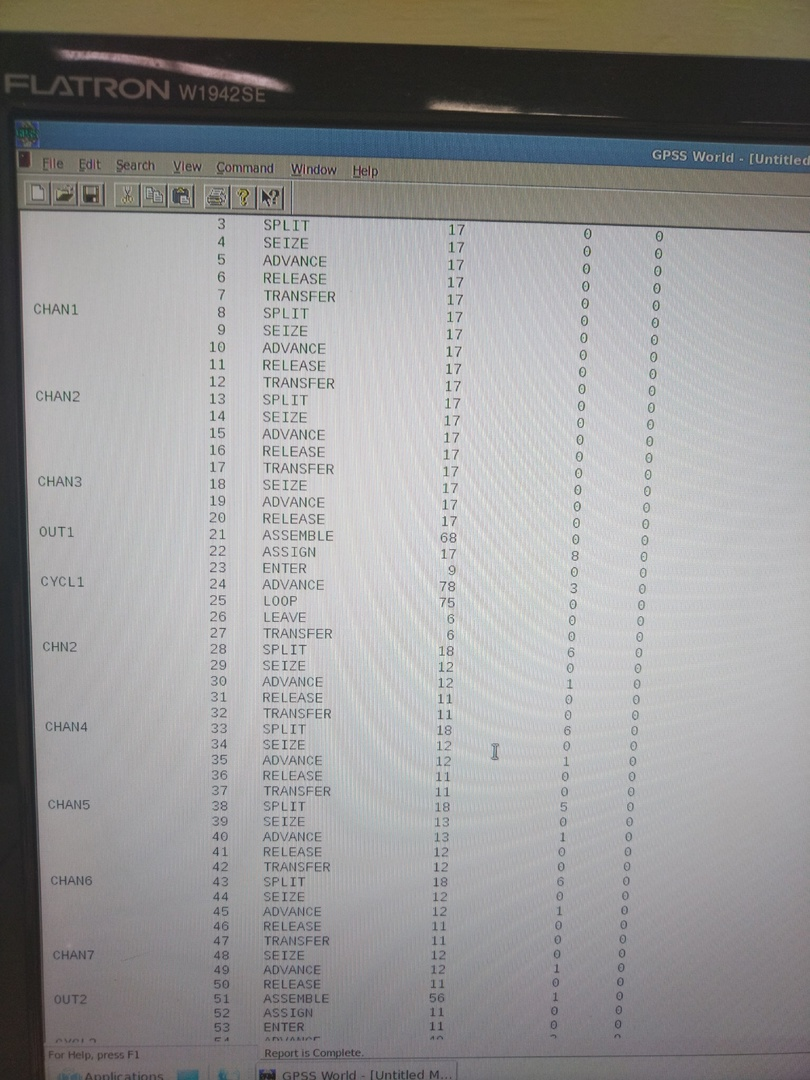 FLATRON W1942SE
GPSS World - [Untitled
File Edit Search View Command Window Help
3 SPLIT 17 0 0
4 SEIZE 17 0 0
5 ADVANCE 17 0 0
6 RELEASE 17 0 0
7 TRANSFER 17 0 0
CHAN1 8 SPLIT 17 0 0
9 SEIZE 17 0 0
10 ADVANCE 17 0 0
11 RELEASE 17 0 0
12 TRANSFER 17 0 0
CHAN2 13 SPLIT 17 0 0
14 SEIZE 17 0 0
15 ADVANCE 17 0 0
16 RELEASE 17 0 0
17 TRANSFER 17 0 0
CHAN3 18 SEIZE 17 0 0
19 ADVANCE 17 0 0
20 RELEASE 17 0 0
OUT1 21 ASSEMBLE 68 0 0
22 ASSIGN 17 8 0
23 ENTER 9 0 0
CYCL1 24 ADVANCE 78 3 0
25 LOOP 75 0 0
26 LEAVE 6 0 0
27 TRANSFER 6 0 0
CHN2 28 SPLIT 18 6 0
29 SEIZE 12 0 0
30 ADVANCE 12 1 0
31 RELEASE 11 0 0
32 TRANSFER 11 0 0
CHAN4 33 SPLIT 18 6 0
34 SEIZE 12 0 0
35 ADVANCE 12 1 0
36 RELEASE 11 0 0
37 TRANSFER 11 0 0
CHAN5 38 SPLIT 18 5 0
39 SEIZE 13 0 0
40 ADVANCE 13 1 0
41 RELEASE 12 0 0
42 TRANSFER 12 0 0
CHAN6 43 SPLIT 18 6 0
44 SEIZE 12 0 0
45 ADVANCE 12 1 0
46 RELEASE 11 0 0
47 TRANSFER 11 0 0
CHAN7 48 SEIZE 12 0 0
49 ADVANCE 12 1 0
50 RELEASE 11 0 0
OUT2 51 ASSEMBLE 56 1 0
52 ASSIGN 11 0 0
53 ENTER 11 0 0
For Help, press F1 Report is Complete.
Applications GPSS World - [Untitled M...